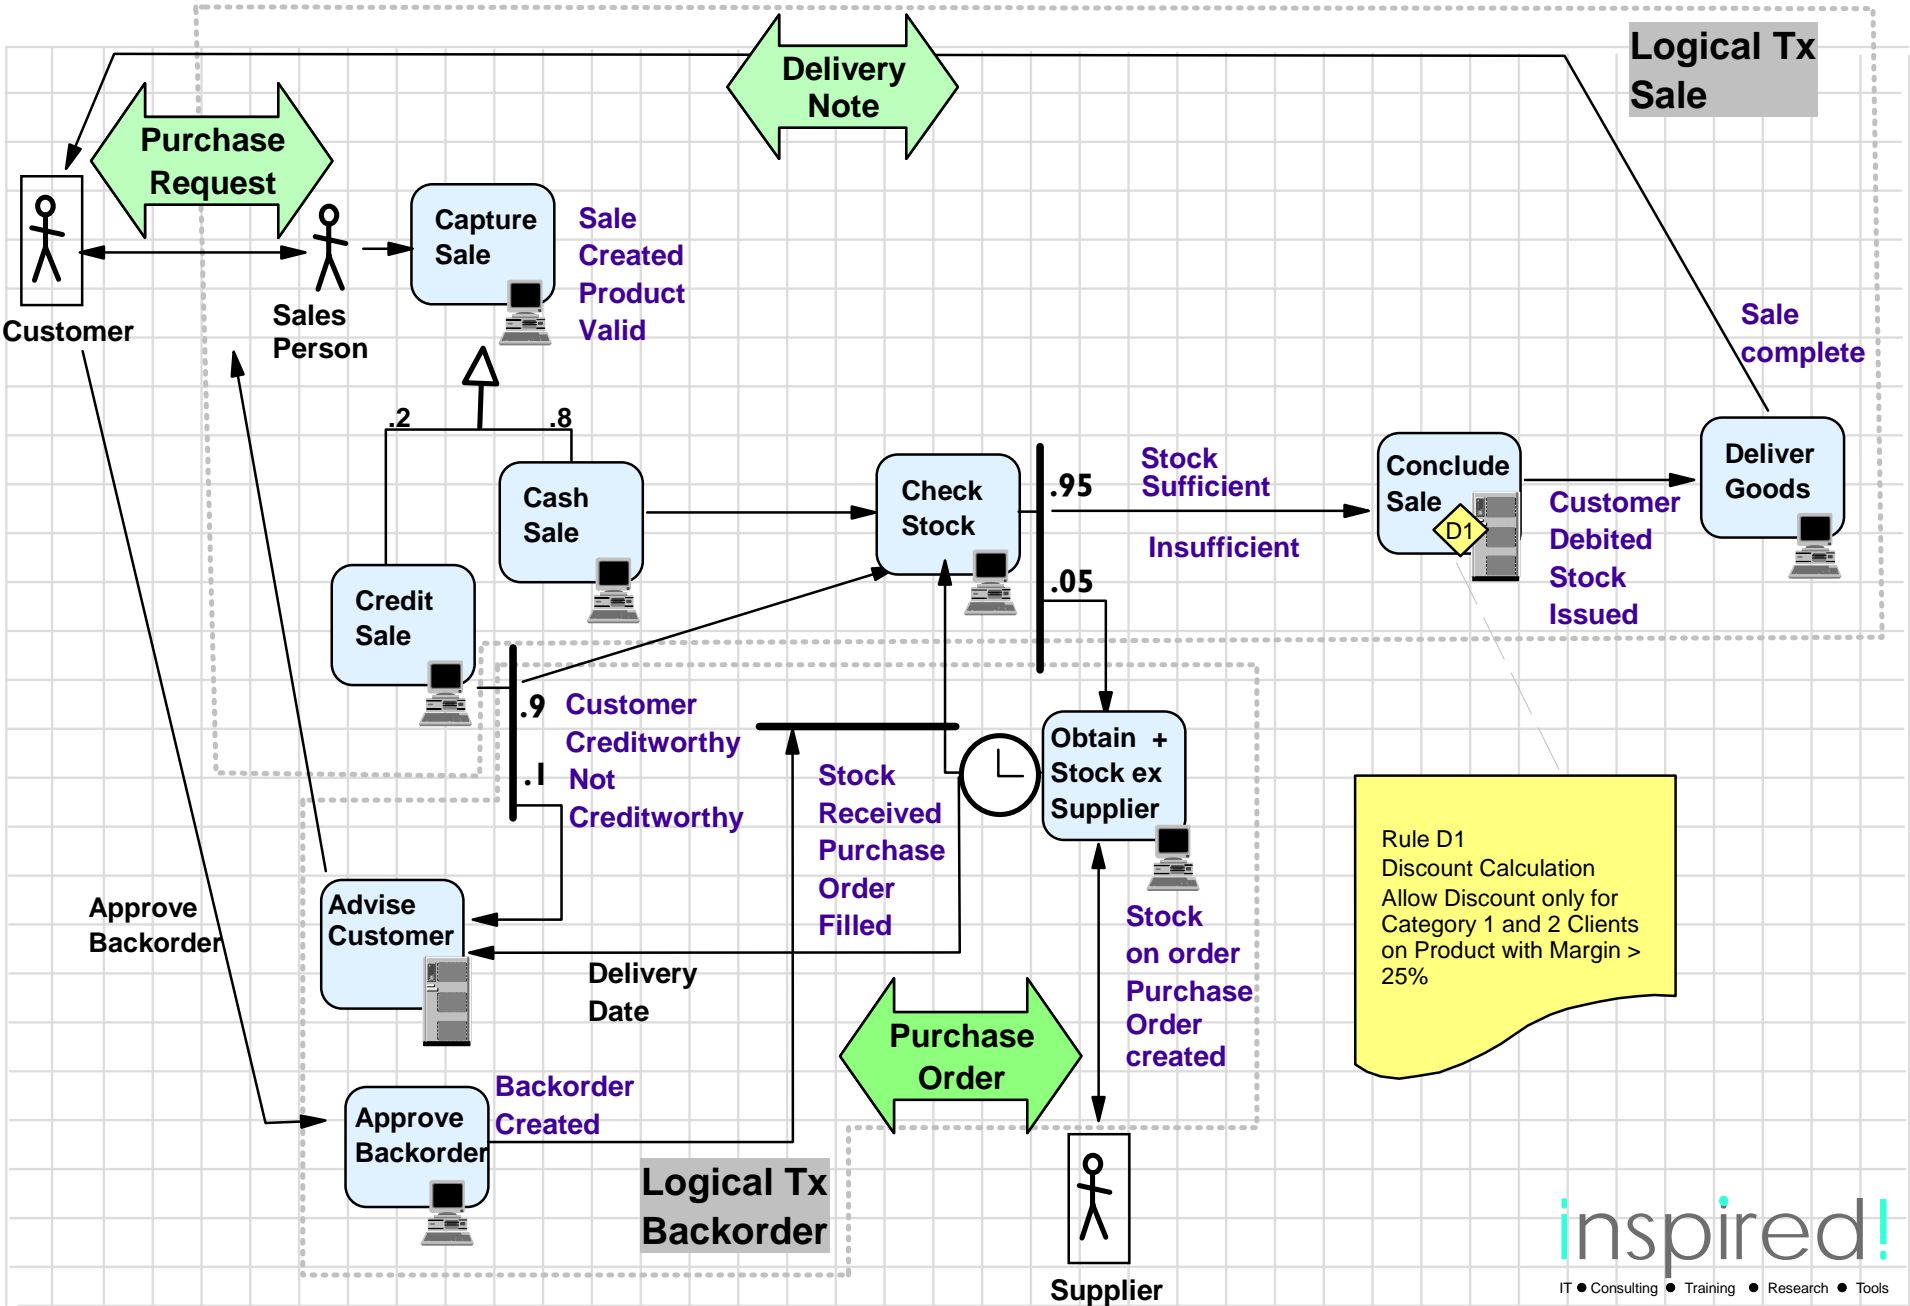 Logical Tx
Sale
Delivery
Note
Purchase
Request
Customer
Sales
Person
Capture
Sale
Sale
Created
Product
Valid
.2
.8
Cash
Sale
Credit
Sale
Check
Stock
.95
Stock
Sufficient
Insufficient
.05
Conclude
Sale
D1
Customer
Debited
Stock
Issued
Sale
complete
Deliver
Goods
.9
Customer
Creditworthy
.1
Not
Creditworthy
Stock
Received
Purchase
Order
Filled
Obtain +
Stock ex
Supplier
Stock
on order
Purchase
Order
created
Rule D1
Discount Calculation
Allow Discount only for
Category 1 and 2 Clients
on Product with Margin >
25%
Approve
Backorder
Advise
Customer
Delivery
Date
Purchase
Order
Backorder
Created
Approve
Backorder
Logical Tx
Backorder
Supplier
inspired!
IT ● Consulting ● Training ● Research ● Tools